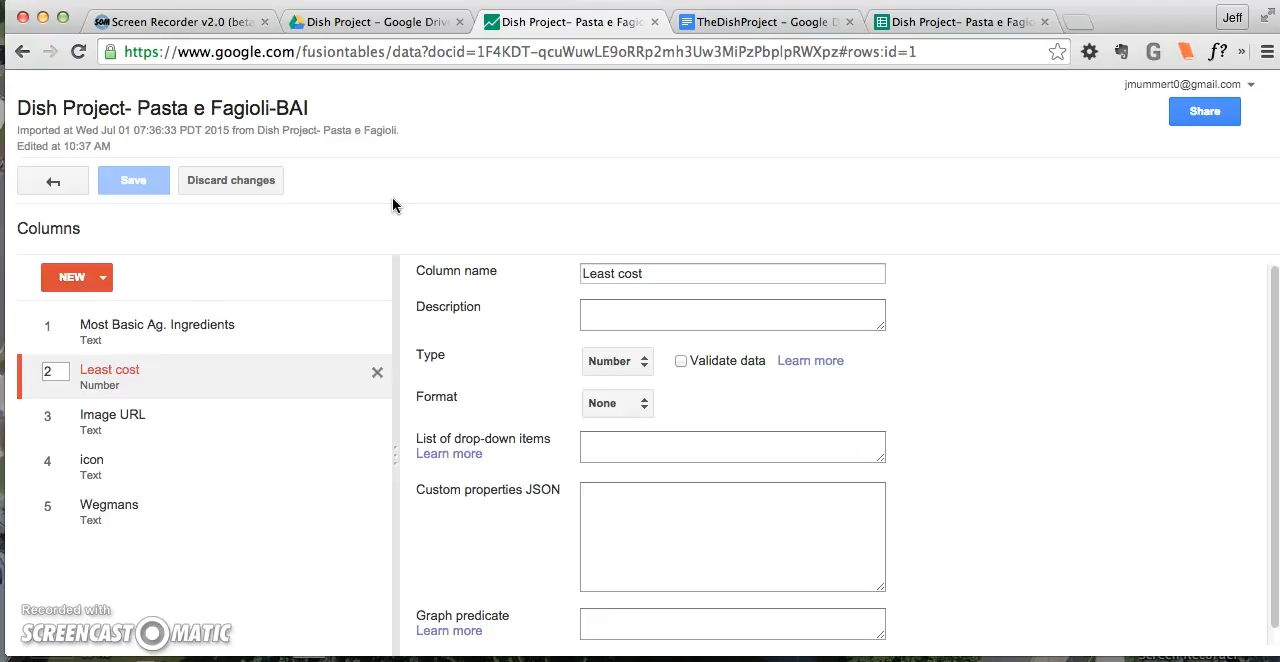 Screen Recorder v2.0 (beta
Dish Project – Google Driv
Dish Project- Pasta e Fagio
TheDishProject - Google D
Dish Project- Pasta e Fagio
Jeff
https://www.google.com/fusiontables/data?docid=1F4KDT-qcuWuwLE9oRRp2mh3Uw3MiPzPbplpRWXpz#rows:id=1
G
f?
»
jmummert0@gmail.com
Dish Project- Pasta e Fagioli-BAI
Share
Imported at Wed Jul 01 07:36:33 PDT 2015 from Dish Project- Pasta e Fagioli.
Edited at 10:37 AM
Save
Discard changes
Columns
NEW
1
Most Basic Ag. Ingredients
Text
2
Least cost
Number
3
Image URL
Text
4
icon
Text
5
Wegmans
Text
Column name
Least cost
Description
Type
Number
Validate data
Learn more
Format
None
List of drop-down items
Learn more
Custom properties JSON
Graph predicate
Learn more
Recorded with
SCREENCAST-O-MATIC